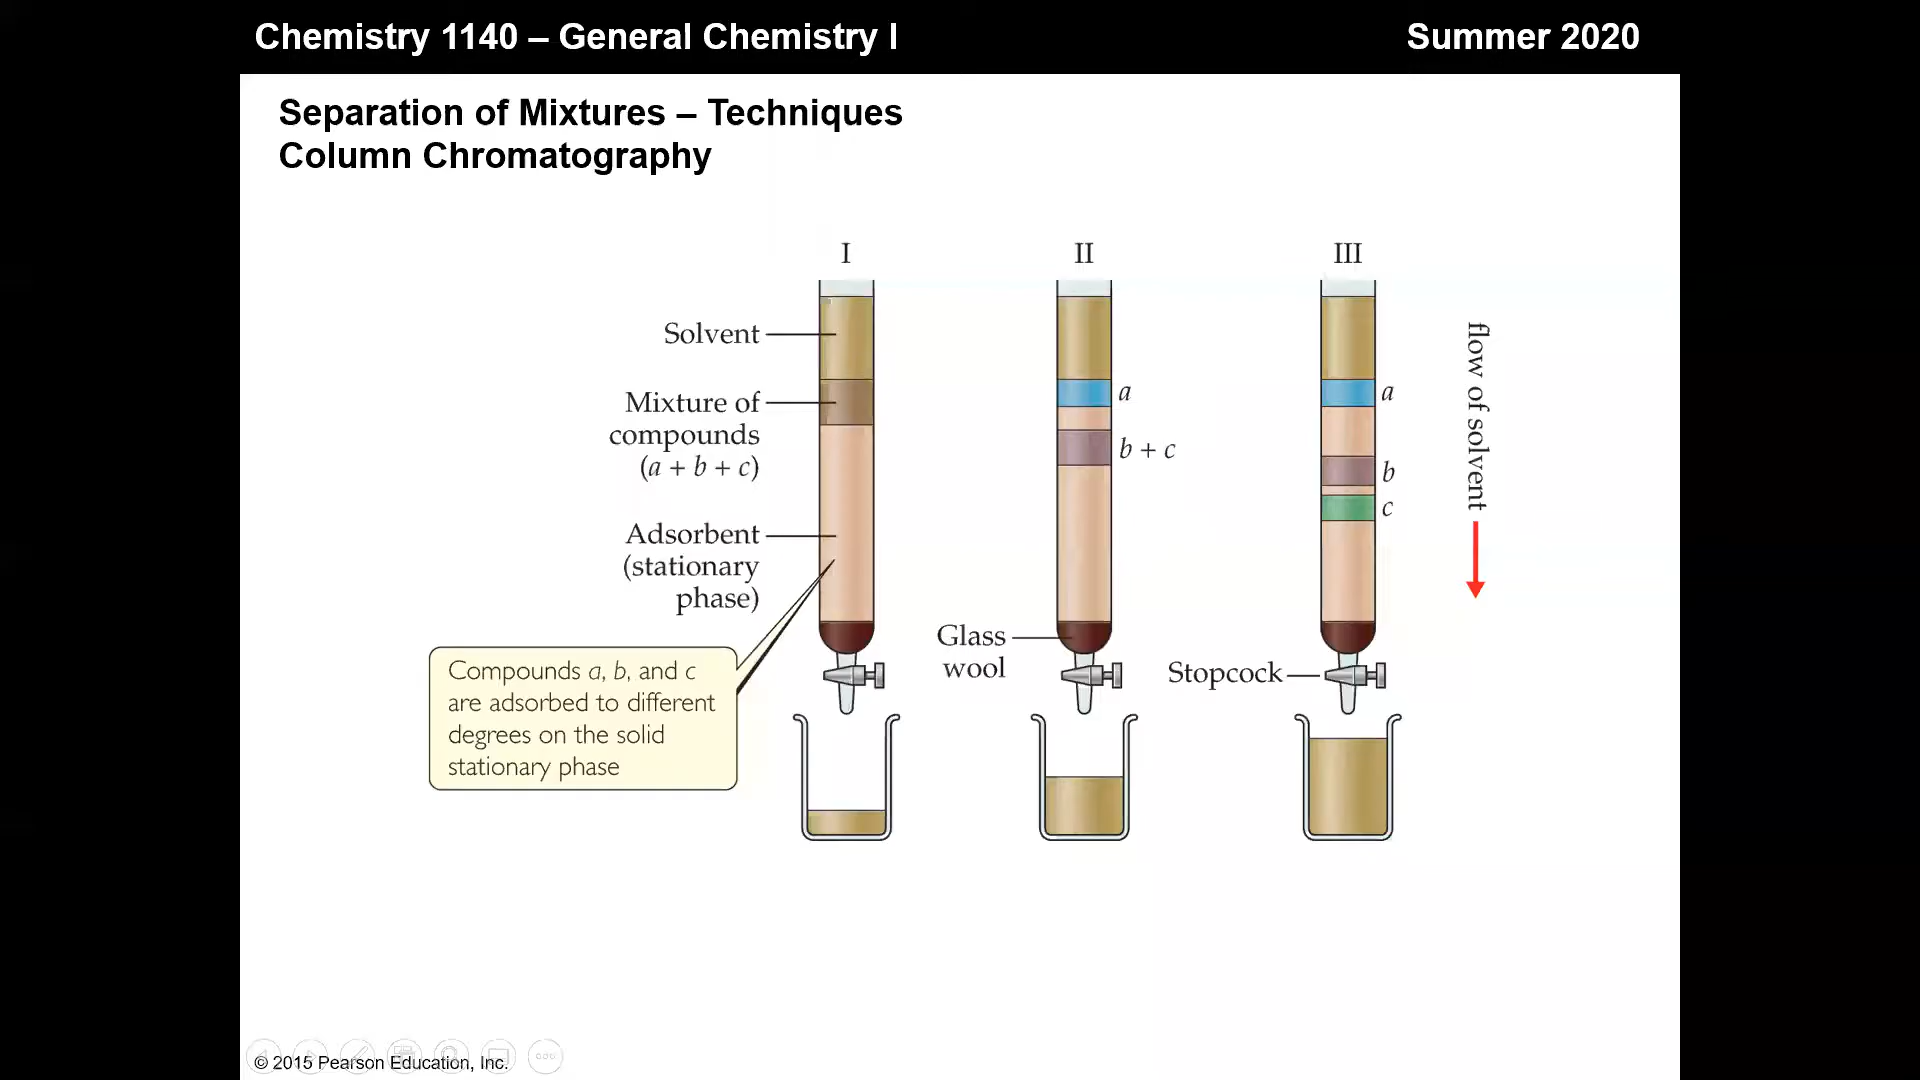 Chemistry 1140 – General Chemistry I
Summer 2020
Separation of Mixtures – Techniques
Column Chromatography
I
II
III
Solvent
Mixture of
compounds
(a + b + c)
Adsorbent
(stationary
phase)
Compounds a, b, and c
are adsorbed to different
degrees on the solid
stationary phase
a
b + c
Glass
wool
a
b
c
Stopcock
flow of solvent
© 2015 Pearson Education, Inc.